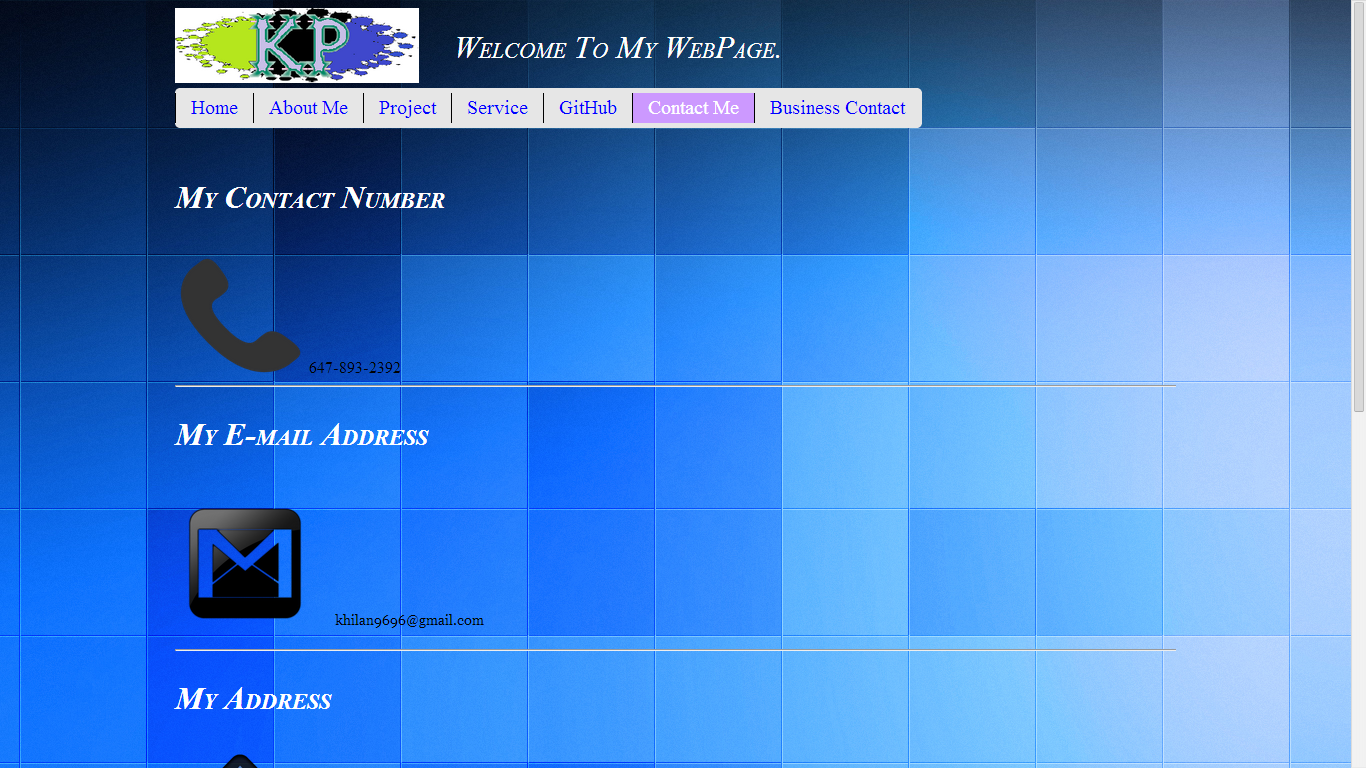 KP
Welcome To My WebPage.
Home About Me Project Service GitHub Contact Me Business Contact
My Contact Number
647-893-2392
My E-mail Address
khilan9696@gmail.com
My Address